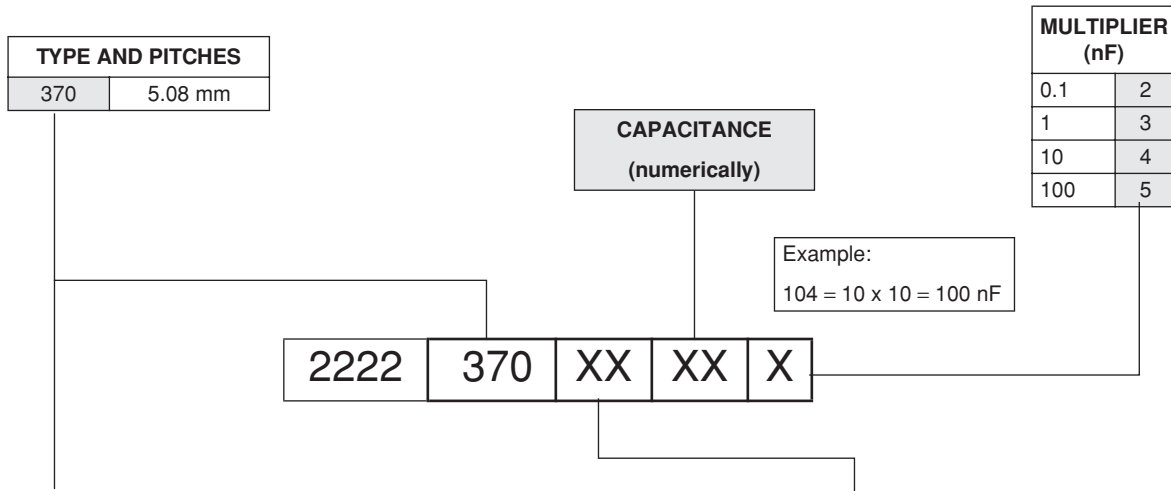 TYPE AND PITCHES
370 5.08 mm
CAPACITANCE
(numerically)
MULTIPLIER
(nF)
0.1 2
1 3
10 4
100 5
Example:
104 = 10 x 10 = 100 nF
2222 370 XX XX X